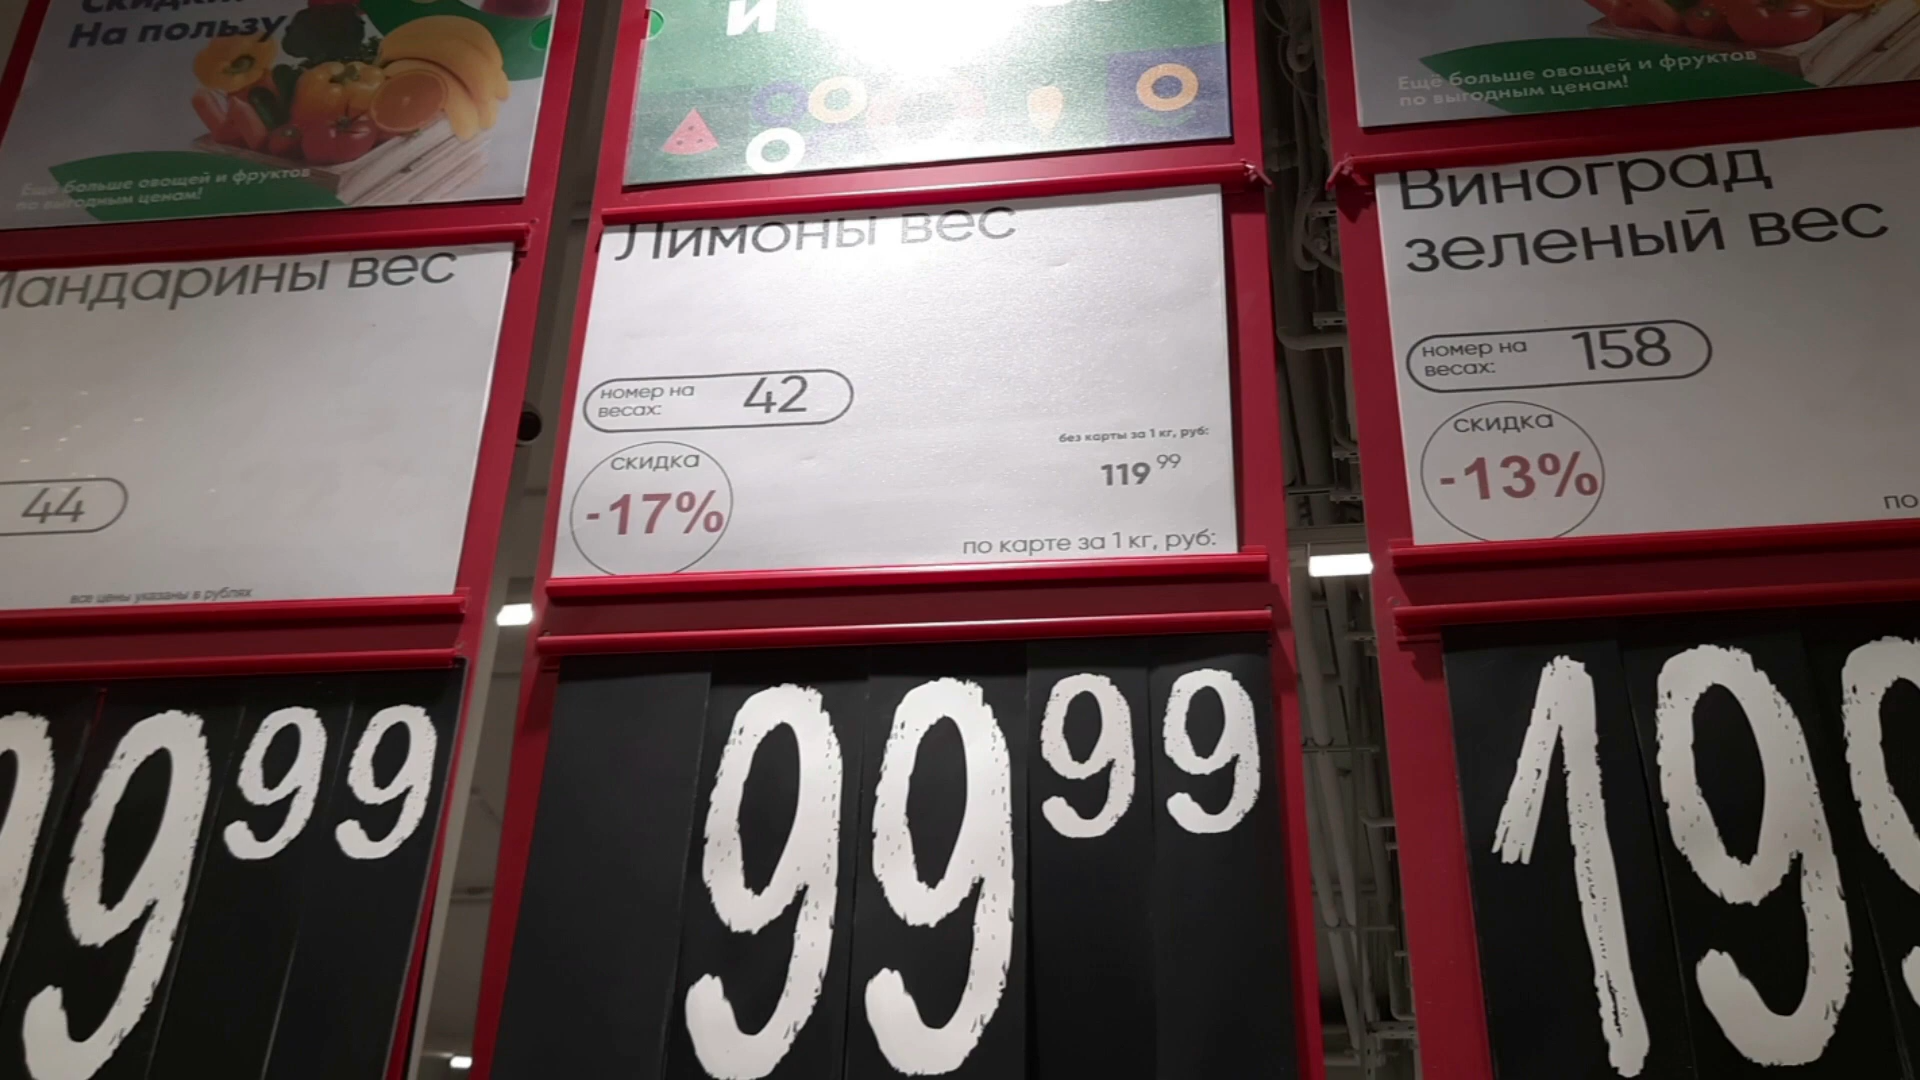 На пользу
Ещё больше овощей и фруктов
по выгодным ценам!
Мандарины вес
44
все цены указаны в рублях
99 99
и
Лимоны вес
номер на
весах: 42
скидка
-17%
без карты за 1 кг, руб:
119 99
по карте за 1 кг, руб:
99 99
Ещё больше овощей и фруктов
по выгодным ценам!
Виноград
зеленый вес
номер на
весах: 158
скидка
-13%
по
199